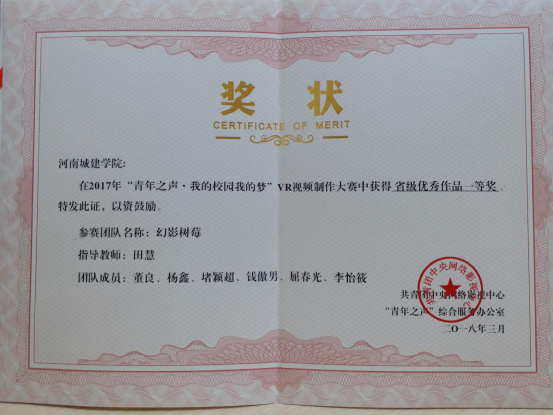 奖 状
CERTIFICATE OF MERIT
河南城建学院:
在2017年“青年之声·我的校园我的梦”VR视频制作大赛中获得 省级优秀作品一等奖 。
特发此证,以资鼓励。
参赛团队名称: 幻影树莓
指导教师: 田慧
团队成员: 董良、杨鑫、堵颖超、钱傲男、屈春光、李怡筱
共青团中央网络影视中心
“青年之声”综合服务办公室
二〇一八年三月